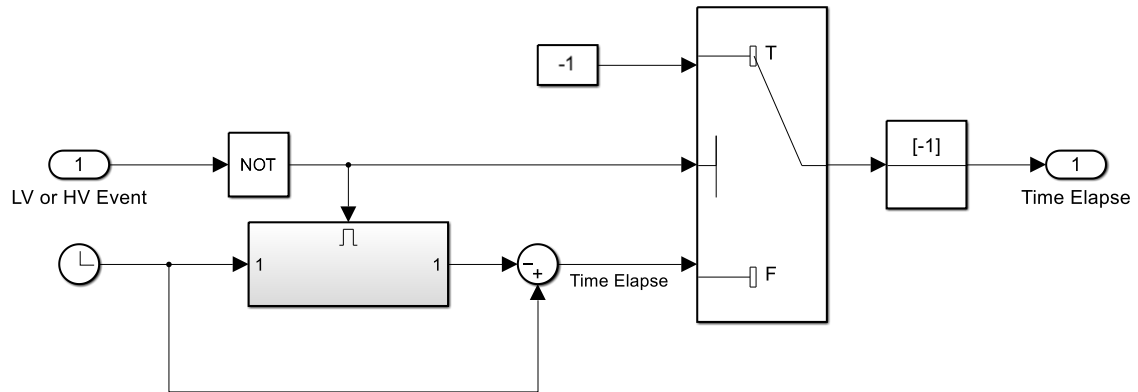 -1
T
[-1]
1
NOT
1
LV or HV Event
Time Elapse
1
1
Time Elapse
F